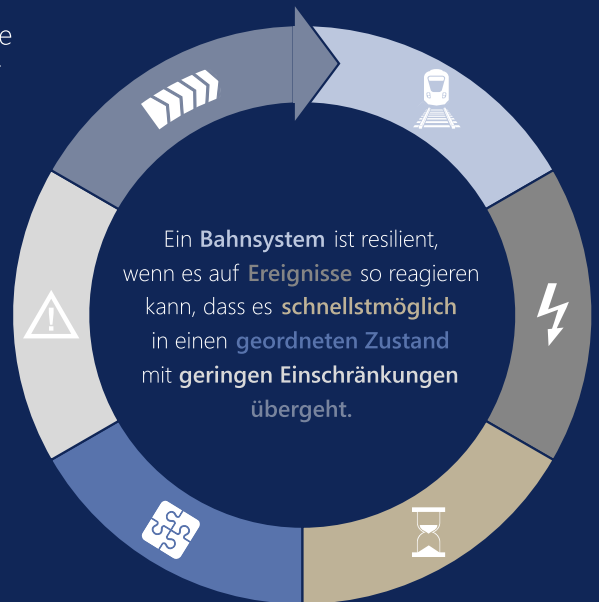 e
Ein Bahnsystem ist resilient,
wenn es auf Ereignisse so reagieren
kann, dass es schnellstmöglich
in einen geordneten Zustand
mit geringen Einschränkungen
übergeht.